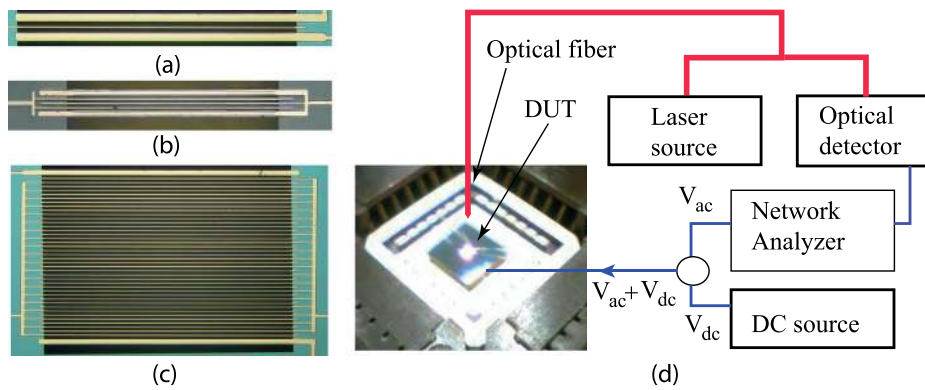 (a)
(b)
(c)
Optical fiber
DUT
Laser
source
Optical
detector
V_ac
Network
Analyzer
V_ac+V_dc
V_dc
DC source
(d)